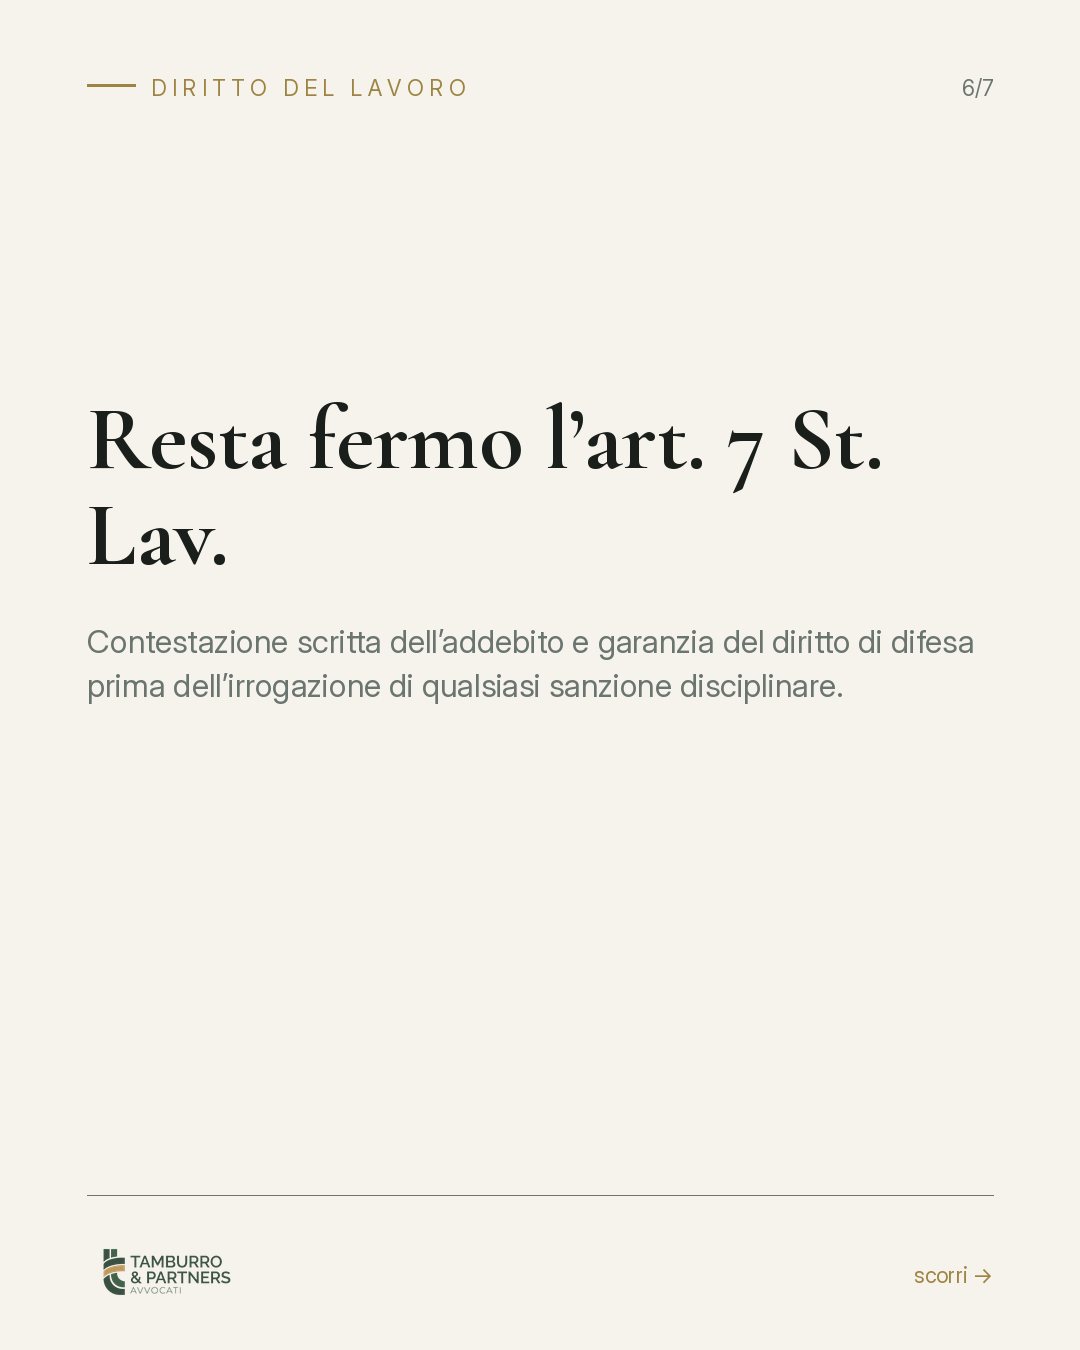 DIRITTO DEL LAVORO
6/7
Resta fermo l’art. 7 St.
Lav.
Contestazione scritta dell’addebito e garanzia del diritto di difesa
prima dell’irrogazione di qualsiasi sanzione disciplinare.
TAMBURRO
& PARTNERS
AVVOCATI
scorri →